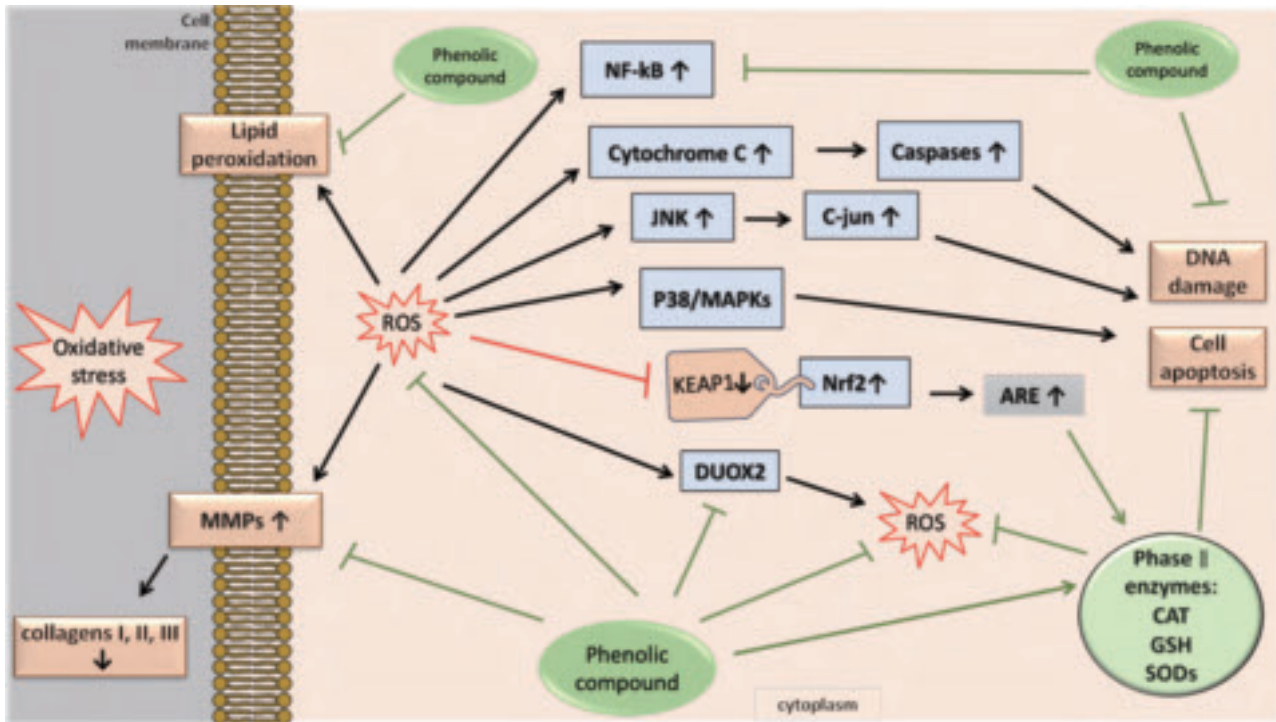 Cell
membrane
Phenolic
compound
NF-kB ↑
Phenolic
compound
Lipid
peroxidation
Cytochrome C ↑
Caspases ↑
JNK ↑
C-jun ↑
DNA
damage
P38/MAPKs
ROS
Oxidative
stress
Cell
apoptosis
KEAP1↓
Nrf2↑
ARE ↑
DUOX2
MMPs ↑
ROS
Phase II
enzymes:
CAT
GSH
SODs
collagens I, II, III
↓
Phenolic
compound
cytoplasm